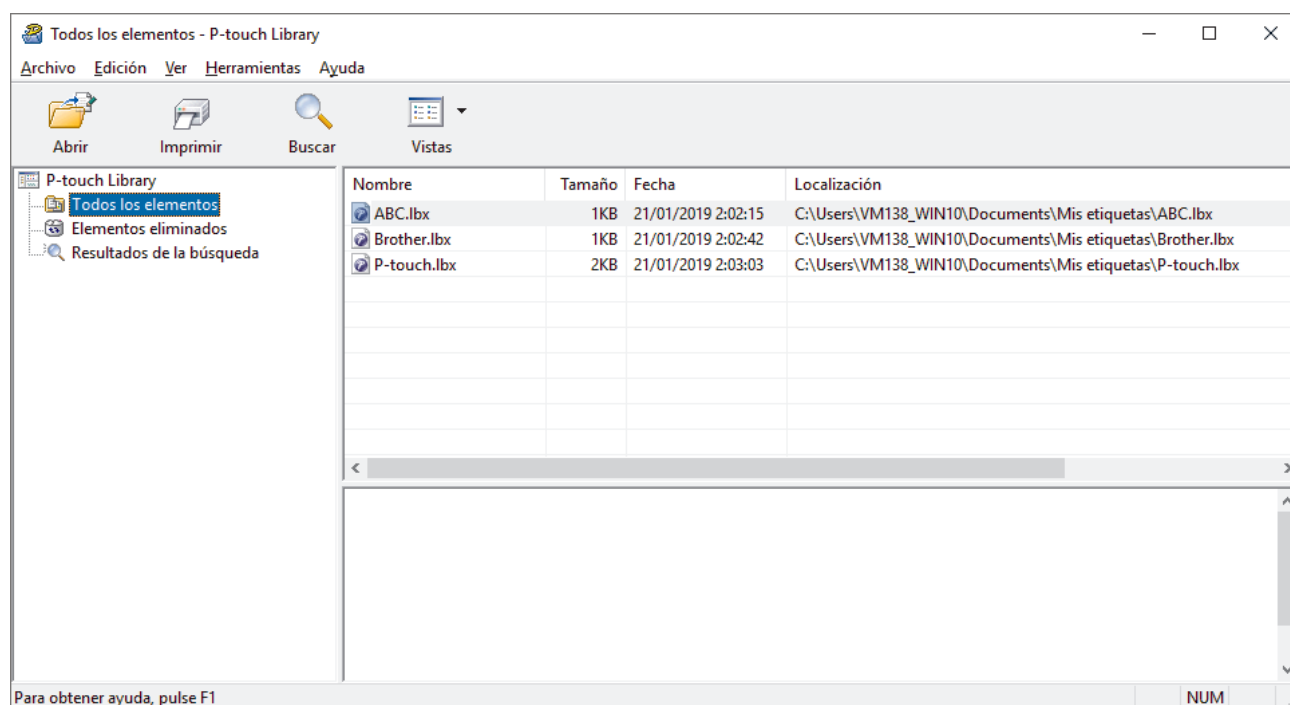 Todos los elementos - P-touch Library
Archivo Edición Ver Herramientas Ayuda
Abrir Imprimir Buscar Vistas
P-touch Library
Todos los elementos
Elementos eliminados
Resultados de la búsqueda
Nombre Tamaño Fecha Localización
ABC.lbx 1KB 21/01/2019 2:02:15 C:\Users\VM138_WIN10\Documents\Mis etiquetas\ABC.lbx
Brother.lbx 1KB 21/01/2019 2:02:42 C:\Users\VM138_WIN10\Documents\Mis etiquetas\Brother.lbx
P-touch.lbx 2KB 21/01/2019 2:03:03 C:\Users\VM138_WIN10\Documents\Mis etiquetas\P-touch.lbx
Para obtener ayuda, pulse F1 NUM